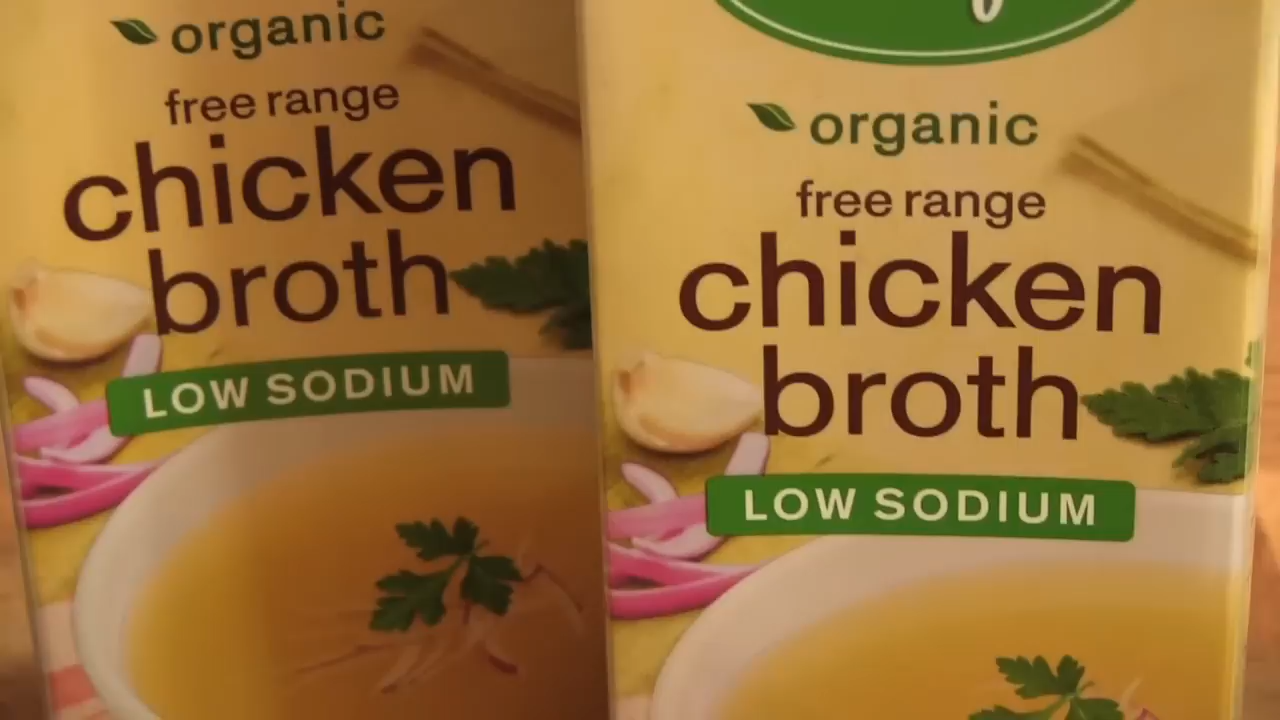 organic
free range
chicken
broth
LOW SODIUM
organic
free range
chicken
broth
LOW SODIUM